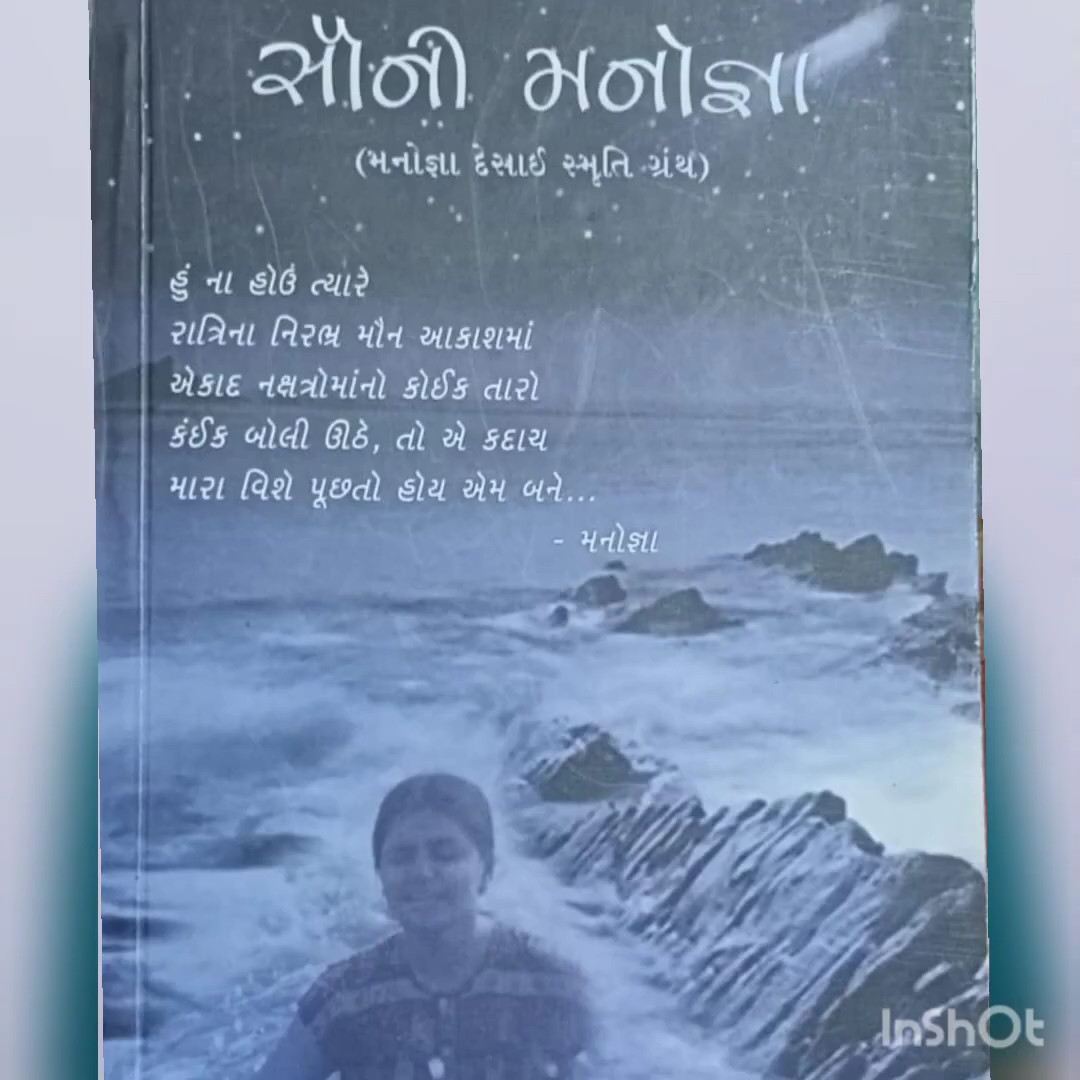 સૌની મનોજ્ઞા
(મનોજ્ઞા દેસાઈ સ્મૃતિ ગ્રંથ)
હું ના હોઉં ત્યારે
રાત્રિના નિરભ્ર મૌન આકાશમાં
એકાદ નક્ષત્રોમાંનો કોઈક તારો
કંઈક બોલી ઊઠે, તો એ કદાચ
મારા વિશે પૂછતો હોય એમ બને...
- મનોજ્ઞા
InShOt